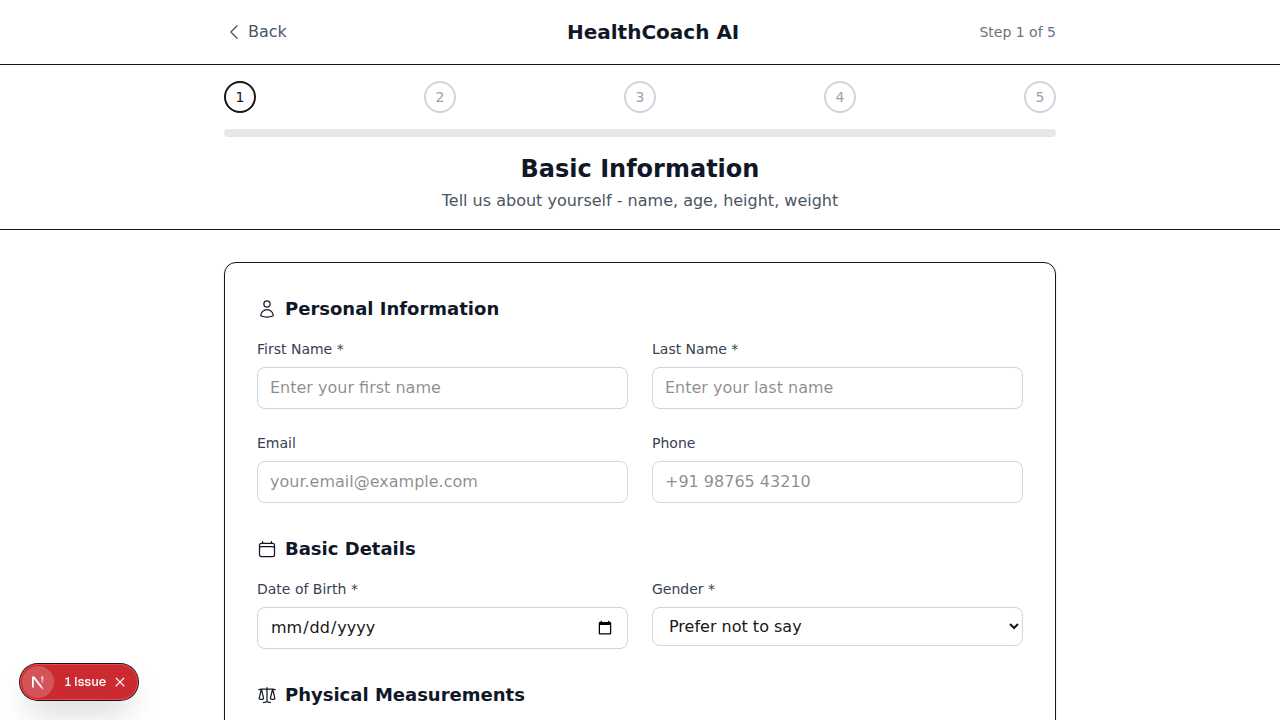 Back
HealthCoach AI
Step 1 of 5
1
2
3
4
5
Basic Information
Tell us about yourself - name, age, height, weight
Personal Information
First Name *
Last Name *
Enter your first name
Enter your last name
Email
Phone
your.email@example.com
+91 98765 43210
Basic Details
Date of Birth *
Gender *
mm/dd/yyyy
Prefer not to say
N
1 Issue
Physical Measurements